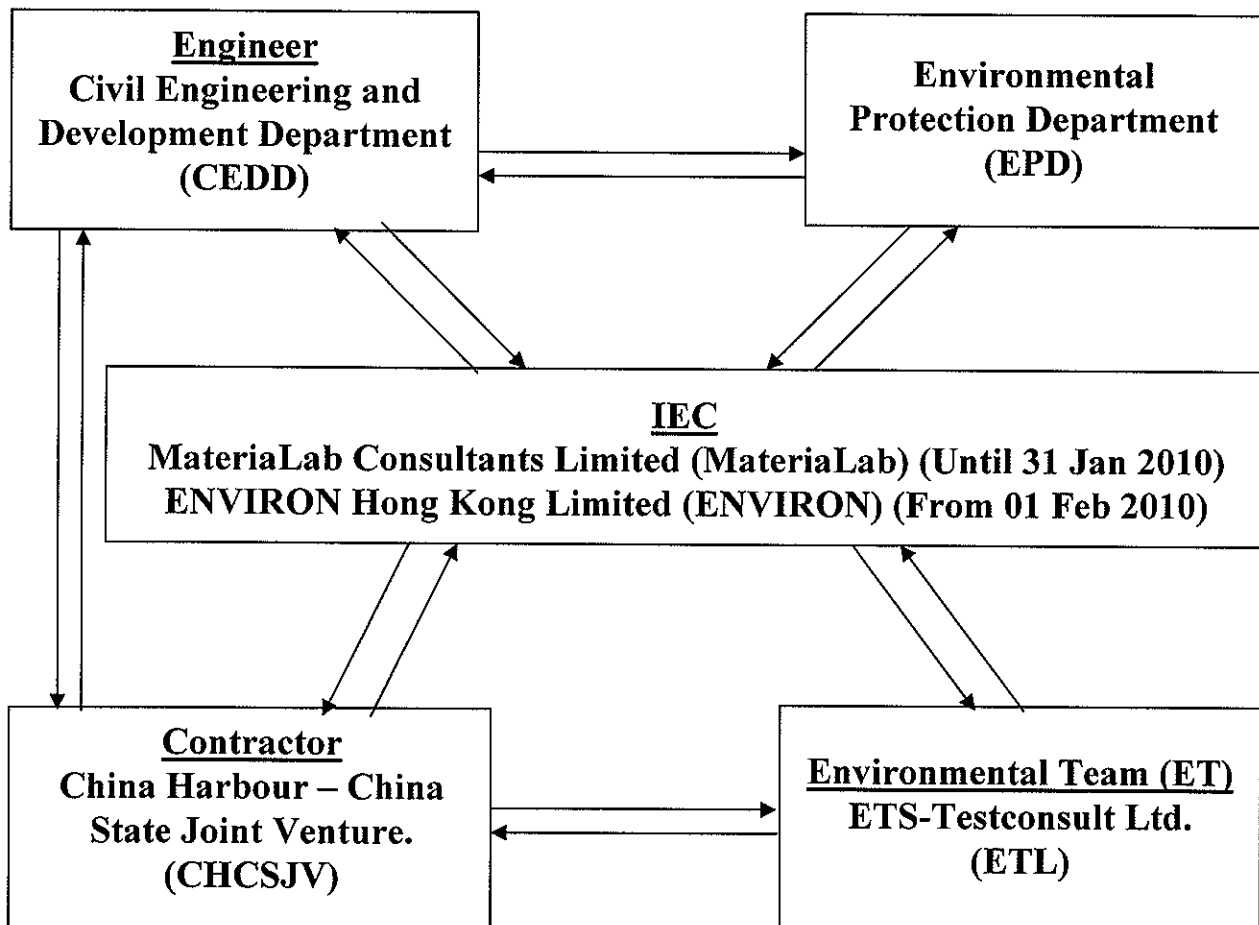 Engineer
Civil Engineering and
Development Department
(CEDD)
Environmental
Protection Department
(EPD)
IEC
MateriaLab Consultants Limited (MateriaLab) (Until 31 Jan 2010)
ENVIRON Hong Kong Limited (ENVIRON) (From 01 Feb 2010)
Contractor
China Harbour – China
State Joint Venture.
(CHCSJV)
Environmental Team (ET)
ETS-Testconsult Ltd.
(ETL)